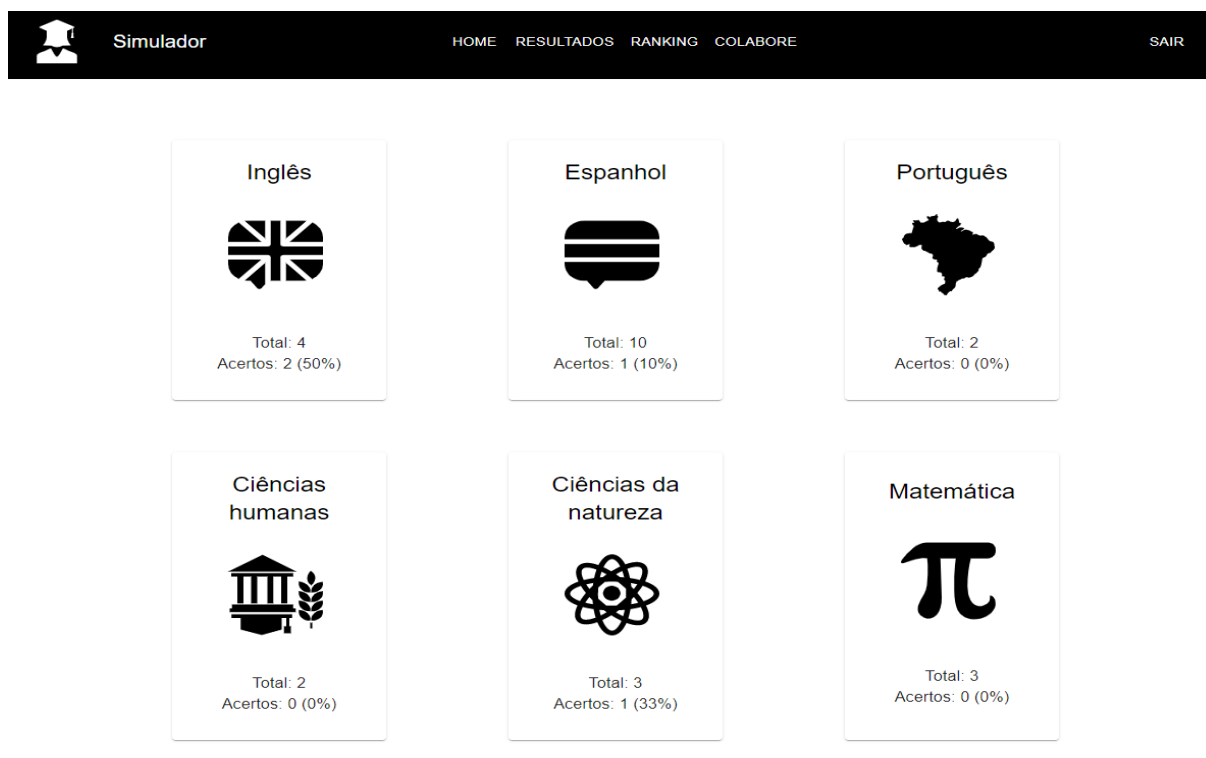 Simulador
HOME RESULTADOS RANKING COLABORE
SAIR
Inglês
Total: 4
Acertos: 2 (50%)
Espanhol
Total: 10
Acertos: 1 (10%)
Português
Total: 2
Acertos: 0 (0%)
Ciências
humanas
Total: 2
Acertos: 0 (0%)
Ciências da
natureza
Total: 3
Acertos: 1 (33%)
Matemática
Total: 3
Acertos: 0 (0%)